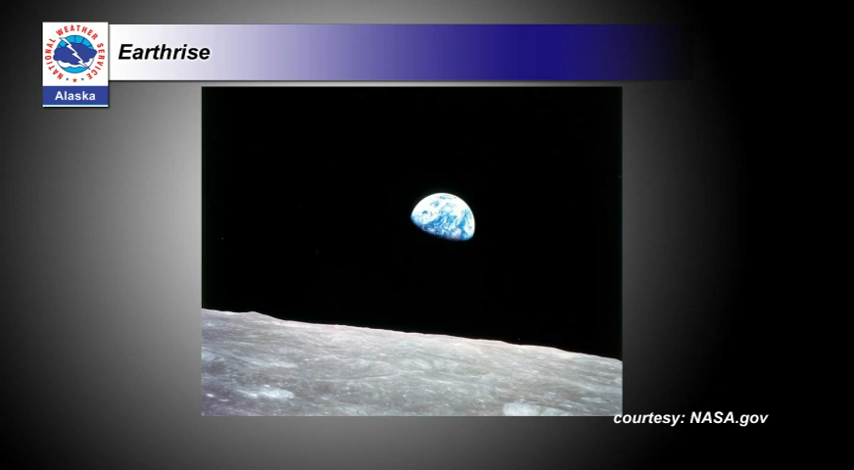 NATIONAL WEATHER SERVICE
Alaska
Earthrise
courtesy: NASA.gov